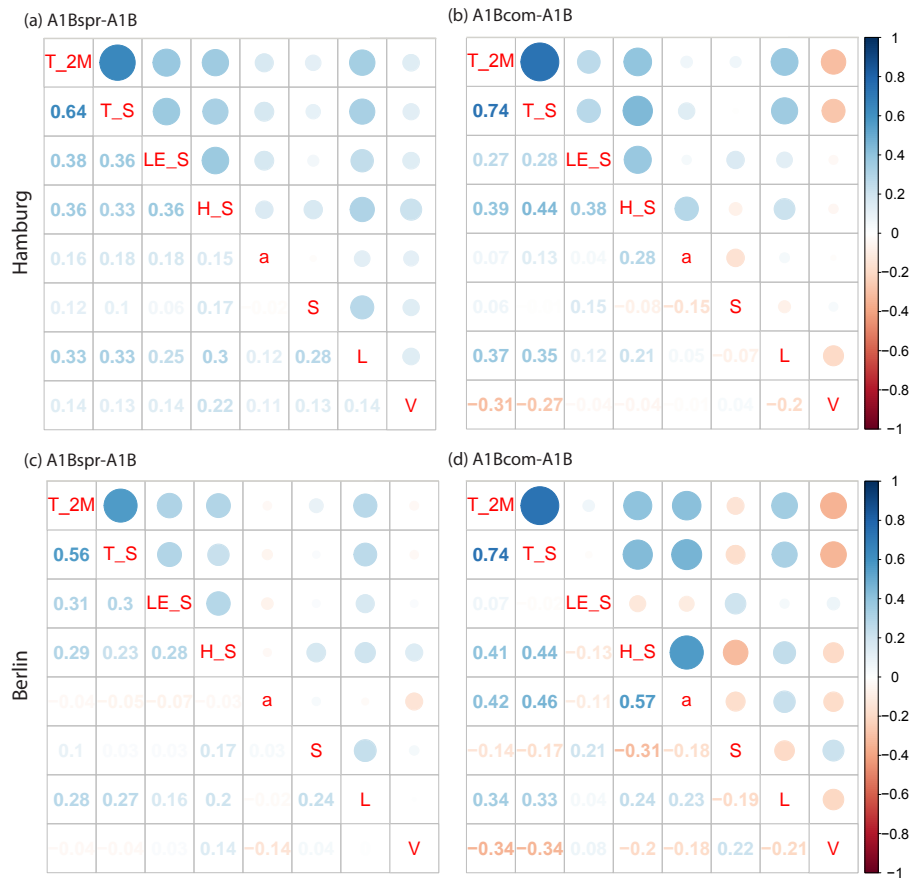 (a) A1Bspr-A1B
(b) A1Bcom-A1B
T_2M
0.64 T_S
0.38 0.36 LE_S
0.36 0.33 0.36 H_S
0.16 0.18 0.18 0.15 a
0.12 0.1 0.06 0.17 S
0.33 0.33 0.25 0.3 0.12 0.28 L
0.14 0.13 0.14 0.22 0.11 0.13 0.14 V
Hamburg
T_2M
0.74 T_S
0.27 0.28 LE_S
0.39 0.44 0.38 H_S
0.07 0.13 0.04 0.28 a
0.06 0.15 −0.08 −0.15 S
0.37 0.35 0.12 0.21 0.05 −0.07 L
−0.31 −0.27 −0.04 −0.04 0.04 −0.2 V
1
0.8
0.6
0.4
0.2
0
−0.2
−0.4
−0.6
−0.8
−1
(c) A1Bspr-A1B
(d) A1Bcom-A1B
T_2M
0.56 T_S
0.31 0.3 LE_S
0.29 0.23 0.28 H_S
−0.04 −0.05 −0.07 −0.03 a
0.1 0.03 0.03 0.17 0.03 S
0.28 0.27 0.16 0.2 −0.02 0.24 L
−0.04 −0.04 0.03 0.14 −0.14 0.04 V
Berlin
T_2M
0.74 T_S
0.07 LE_S
0.41 0.44 −0.13 H_S
0.42 0.46 −0.11 0.57 a
−0.14 −0.17 0.21 −0.31 −0.18 S
0.34 0.33 0.04 0.24 0.23 −0.19 L
−0.34 −0.34 0.08 −0.2 −0.18 0.22 −0.21 V
1
0.8
0.6
0.4
0.2
0
−0.2
−0.4
−0.6
−0.8
−1